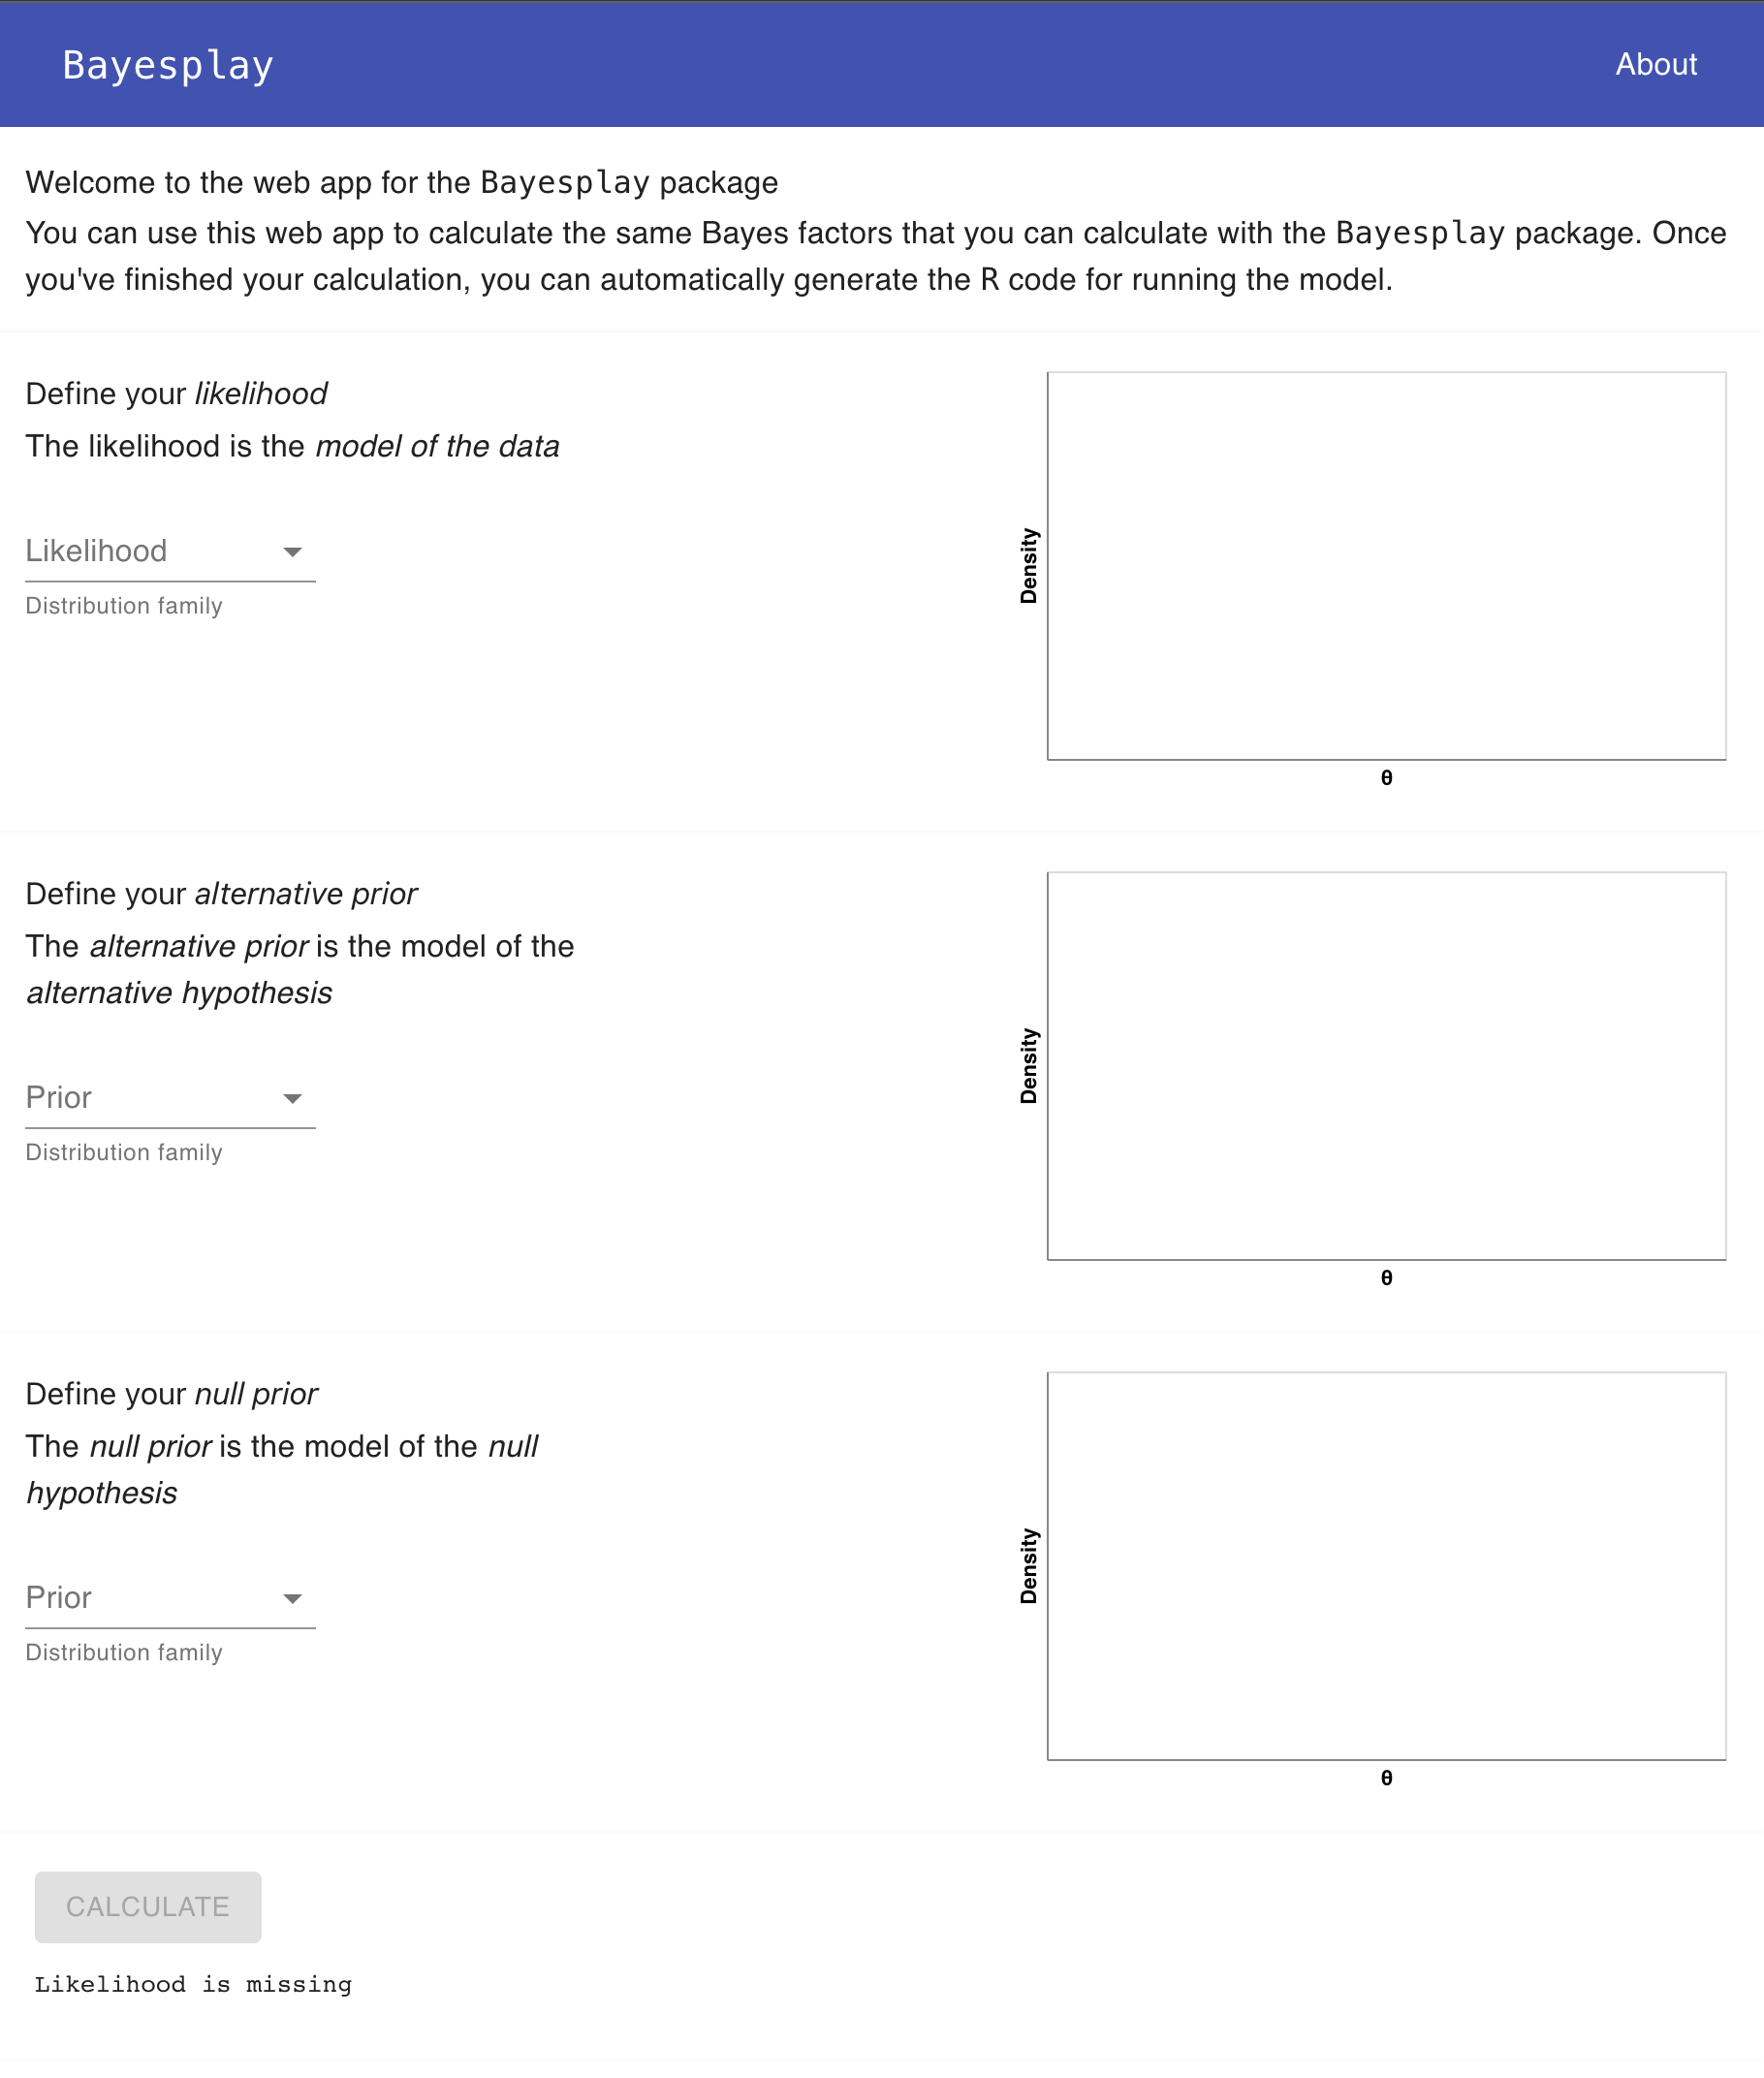 Bayesplay
About
Welcome to the web app for the Bayesplay package
You can use this web app to calculate the same Bayes factors that you can calculate with the Bayesplay package. Once
you've finished your calculation, you can automatically generate the R code for running the model.
Define your likelihood
The likelihood is the model of the data
Likelihood
Distribution family
Density
θ
Define your alternative prior
The alternative prior is the model of the
alternative hypothesis
Prior
Distribution family
Density
θ
Define your null prior
The null prior is the model of the null
hypothesis
Prior
Distribution family
Density
θ
CALCULATE
Likelihood is missing